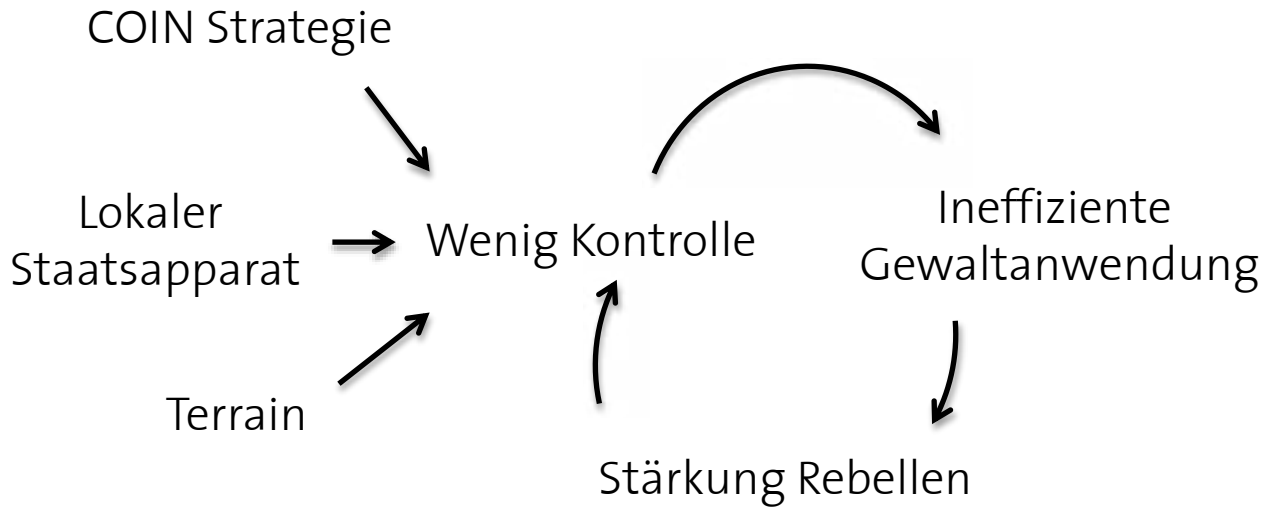 COIN Strategie
Lokaler
Staatsapparat
Terrain
Wenig Kontrolle
Ineffiziente
Gewaltanwendung
Stärkung Rebellen